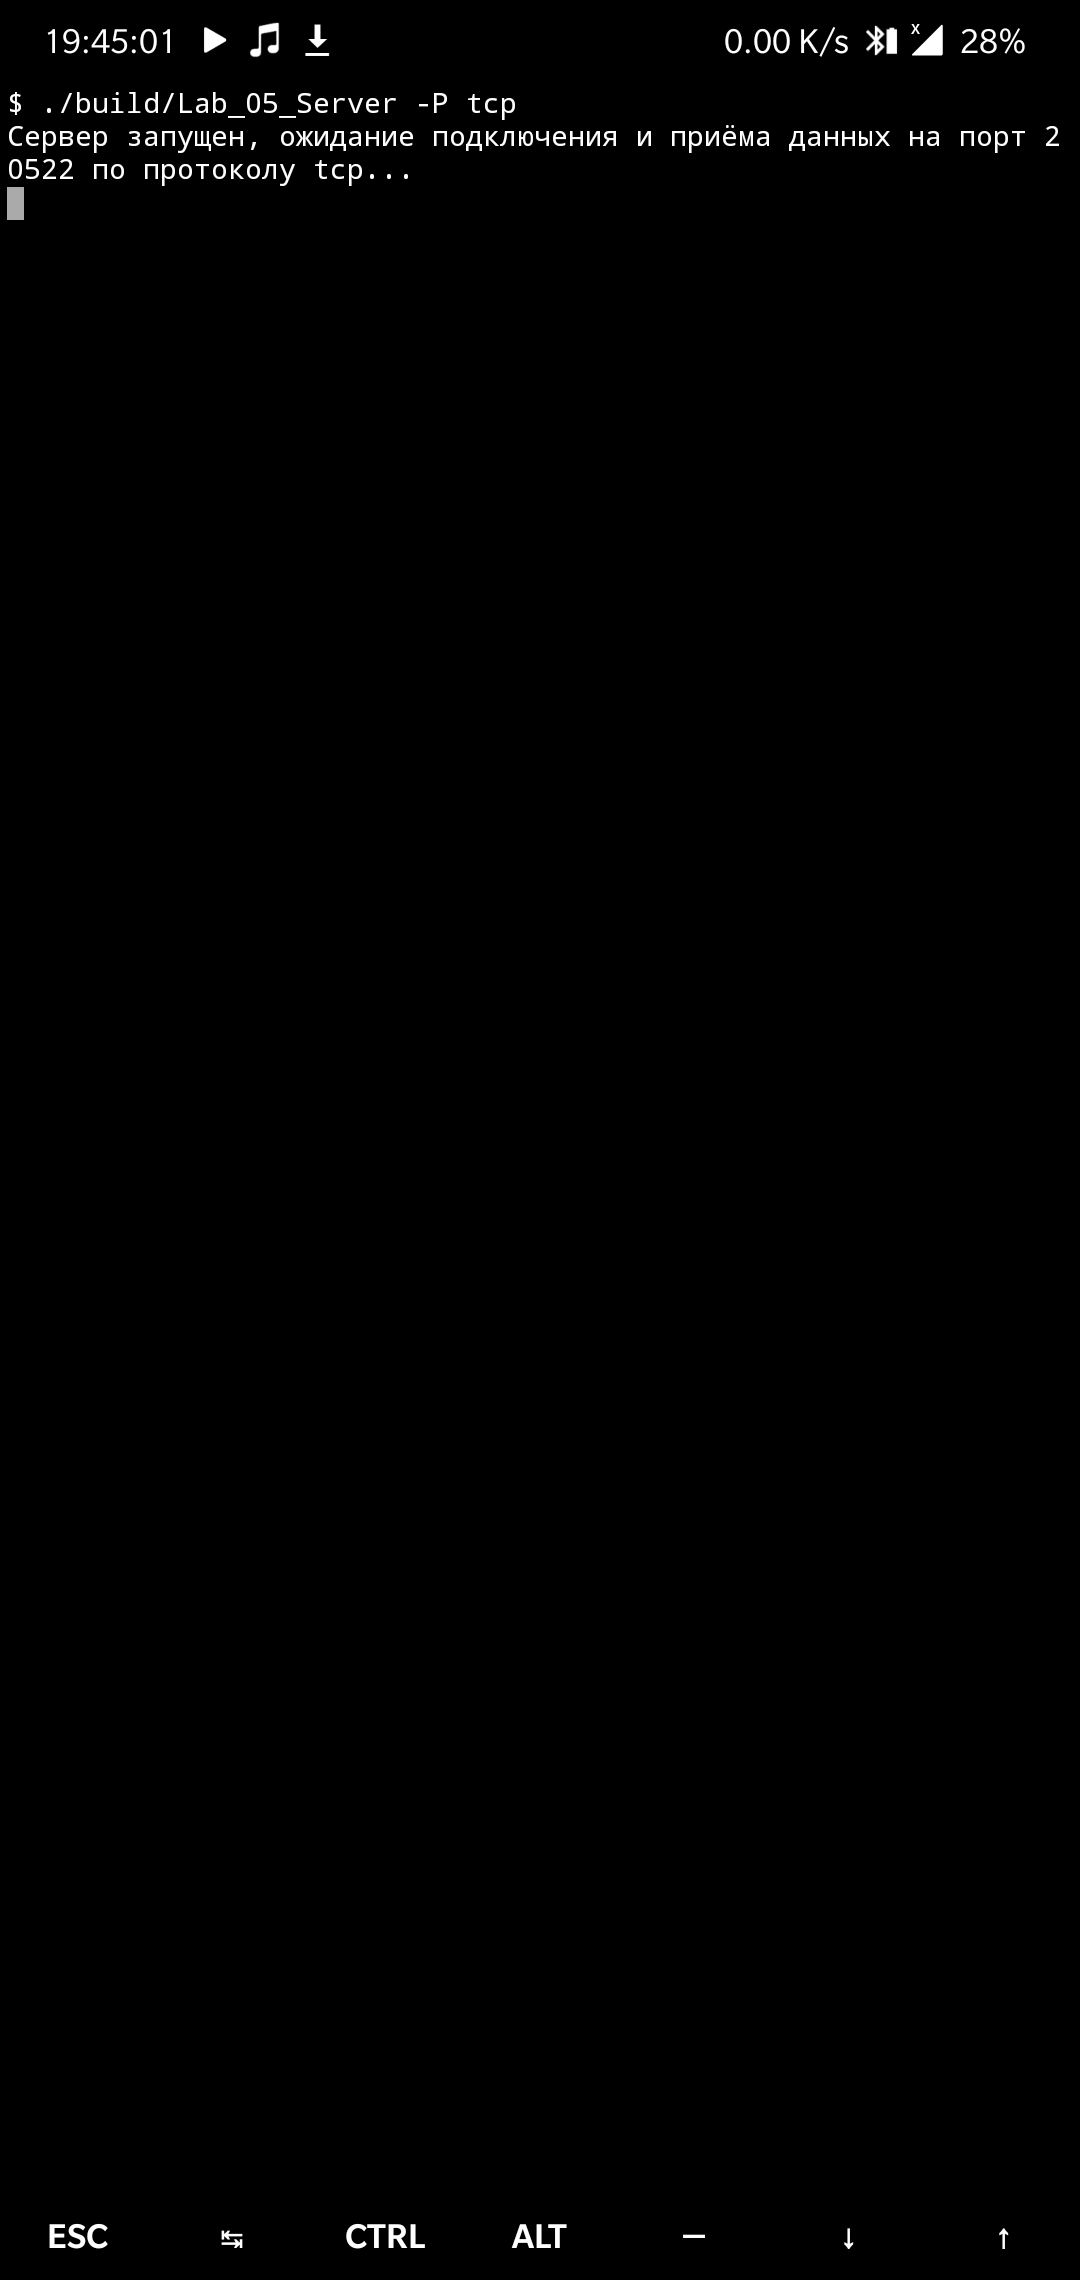 19:45:01 0.00 K/s x 28%
$ ./build/Lab_05_Server -P tcp
Сервер запущен, ожидание подключения и приёма данных на порт 2
0522 по протоколу tcp...
ESC ↹ CTRL ALT — ↓ ↑